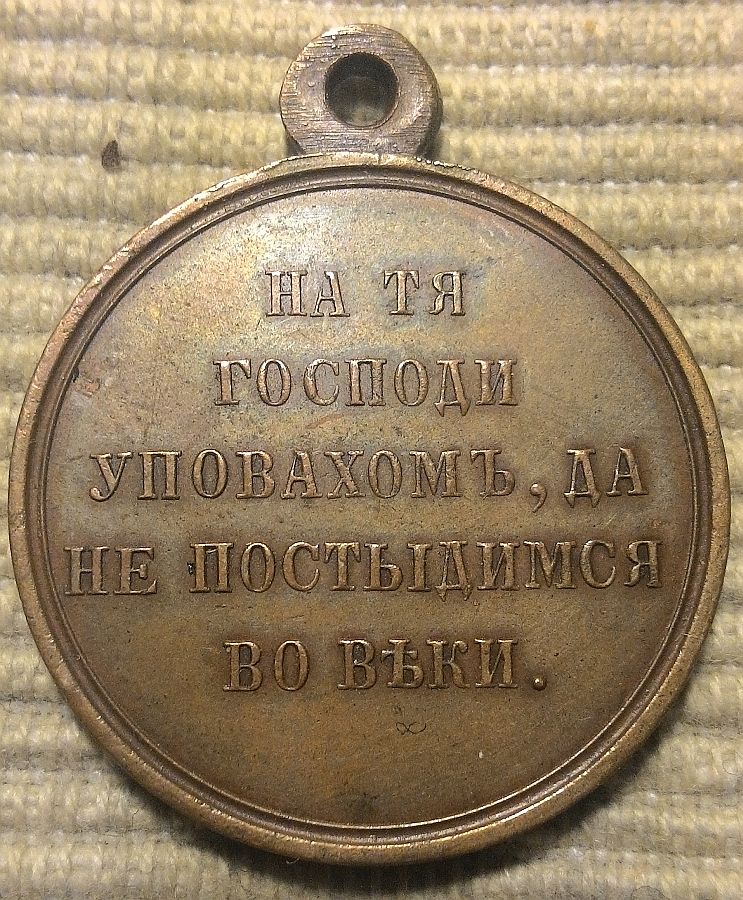 НА ТЯ
ГОСПОДИ
УПОВАХОМЪ, ДА
НЕ ПОСТЫДИМСЯ
ВО ВѢКИ.